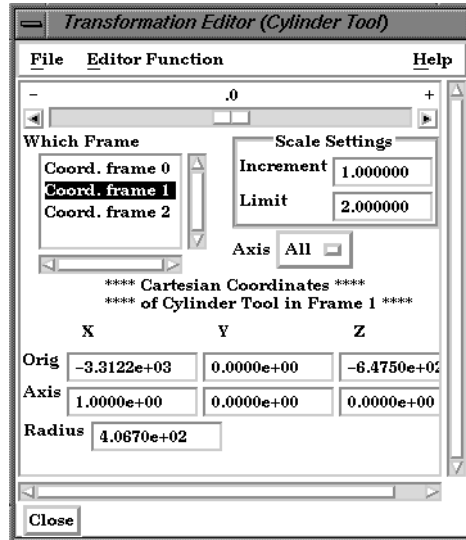 Transformation Editor (Cylinder Tool)
File Editor Function Help
- .0 +
Which Frame
Coord. frame 0
Coord. frame 1
Coord. frame 2
Scale Settings
Increment 1.000000
Limit 2.000000
Axis All
**** Cartesian Coordinates ****
**** of Cylinder Tool in Frame 1 ****
X Y Z
Orig -3.3122e+03 0.0000e+00 -6.4750e+02
Axis 1.0000e+00 0.0000e+00 0.0000e+00
Radius 4.0670e+02
Close